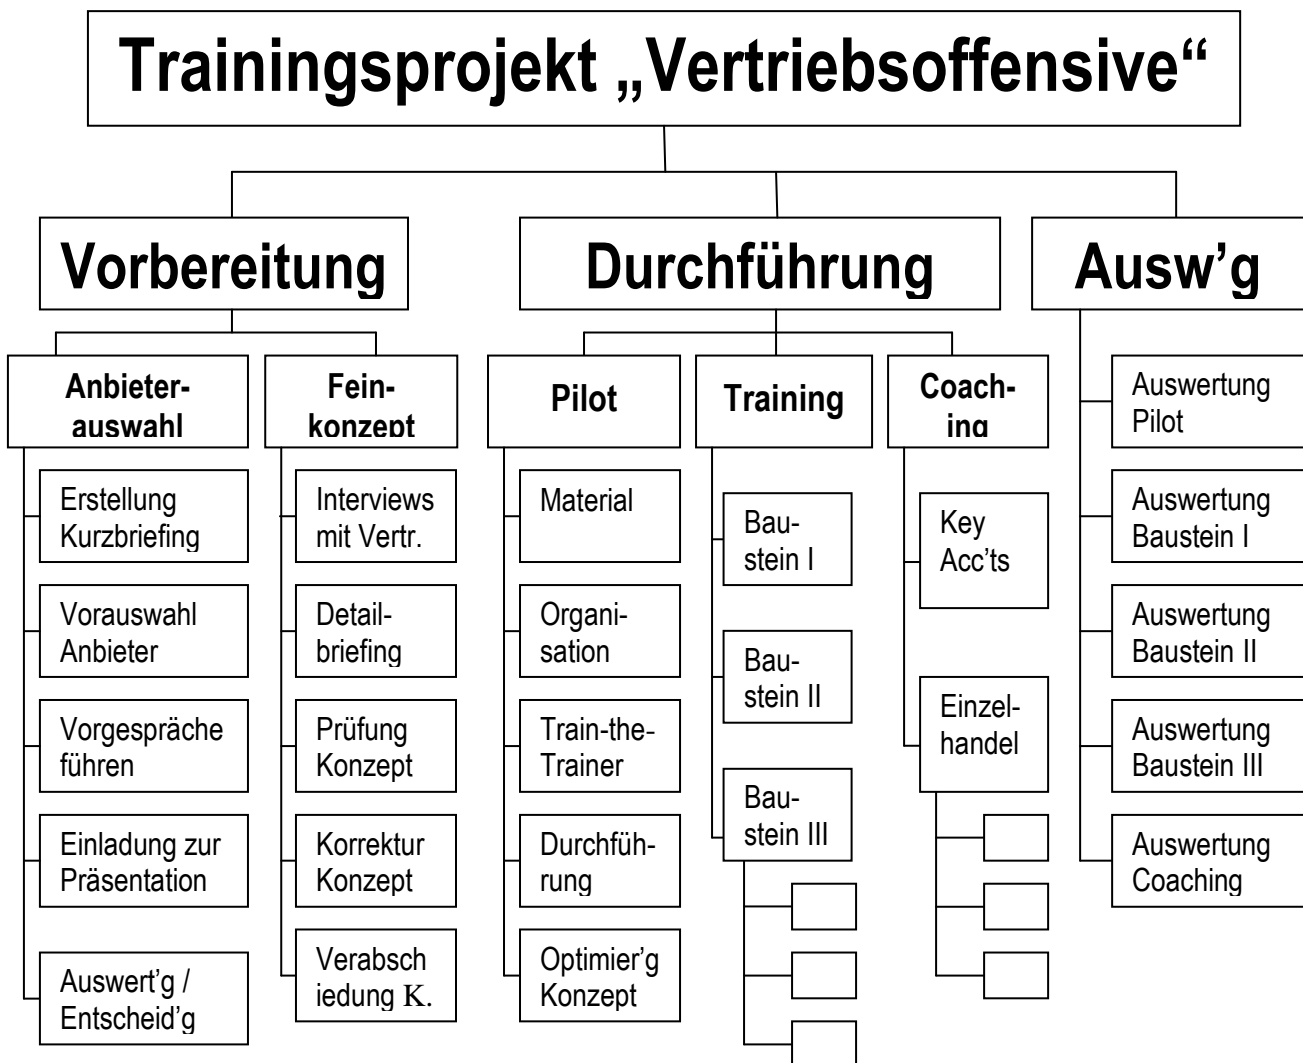 Trainingsprojekt „Vertriebsoffensive“
Vorbereitung
Durchführung
Ausw’g
Anbieter-
auswahl
Fein-
konzept
Pilot
Training
Coach-
ing
Erstellung
Kurzbriefing
Vorauswahl
Anbieter
Vorgespräche
führen
Einladung zur
Präsentation
Auswert’g /
Entscheid’g
Interviews
mit Vertr.
Detail-
briefing
Prüfung
Konzept
Korrektur
Konzept
Verabsch
iedung K.
Material
Organi-
sation
Train-the-
Trainer
Durchfüh-
rung
Optimier’g
Konzept
Bau-
stein I
Bau-
stein II
Bau-
stein III
Key
Acc’ts
Einzel-
handel
Auswertung
Pilot
Auswertung
Baustein I
Auswertung
Baustein II
Auswertung
Baustein III
Auswertung
Coaching